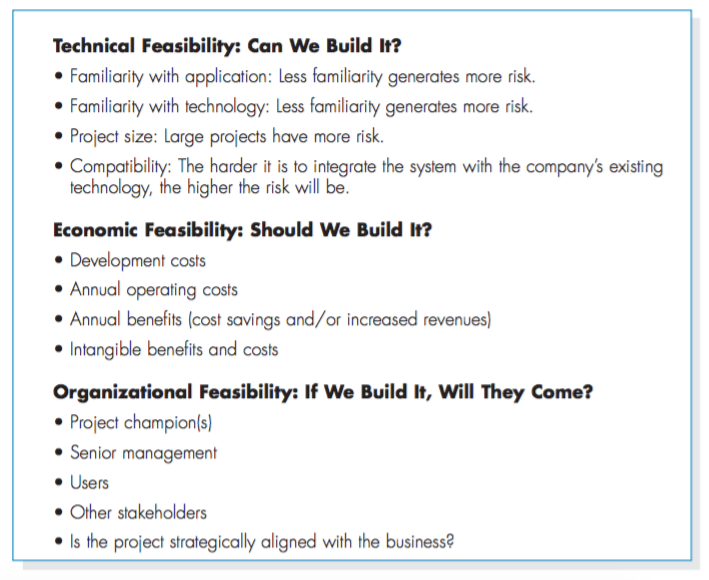 Technical Feasibility: Can We Build It?
• Familiarity with application: Less familiarity generates more risk.
• Familiarity with technology: Less familiarity generates more risk.
• Project size: Large projects have more risk.
• Compatibility: The harder it is to integrate the system with the company's existing
technology, the higher the risk will be.
Economic Feasibility: Should We Build It?
• Development costs
• Annual operating costs
• Annual benefits (cost savings and/or increased revenues)
• Intangible benefits and costs
Organizational Feasibility: If We Build It, Will They Come?
• Project champion(s)
• Senior management
• Users
• Other stakeholders
• Is the project strategically aligned with the business?